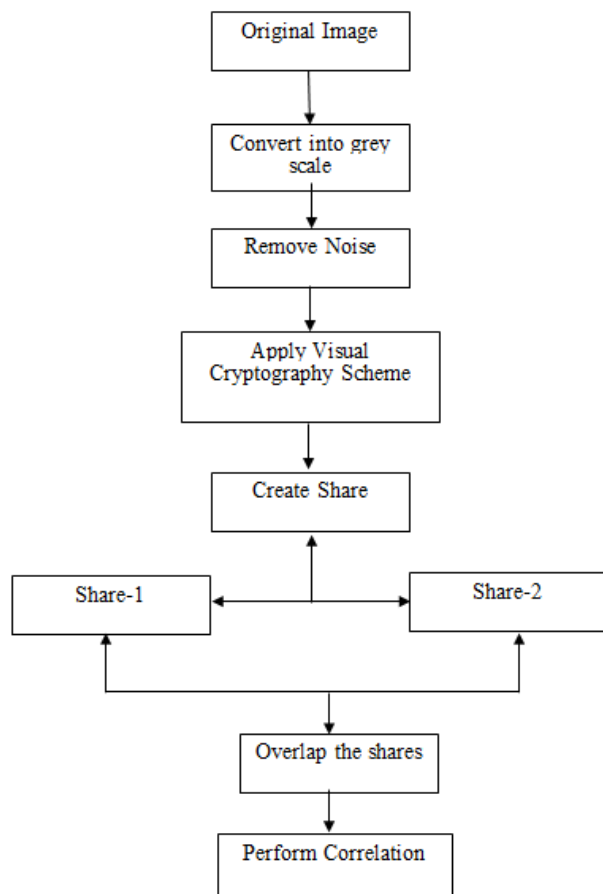 Original Image
Convert into grey
scale
Remove Noise
Apply Visual
Cryptography Scheme
Create Share
Share-1
Share-2
Overlap the shares
Perform Correlation